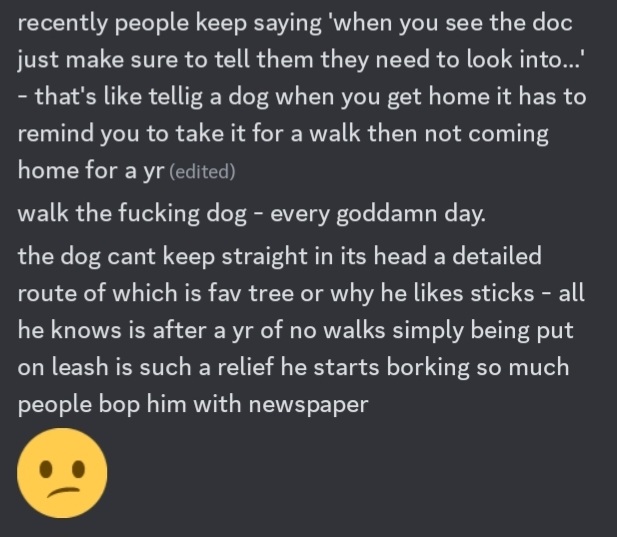 recently people keep saying 'when you see the doc
just make sure to tell them they need to look into...'
- that's like tellig a dog when you get home it has to
remind you to take it for a walk then not coming
home for a yr (edited)
walk the fucking dog - every goddamn day.
the dog cant keep straight in its head a detailed
route of which is fav tree or why he likes sticks - all
he knows is after a yr of no walks simply being put
on leash is such a relief he starts borking so much
people bop him with newspaper